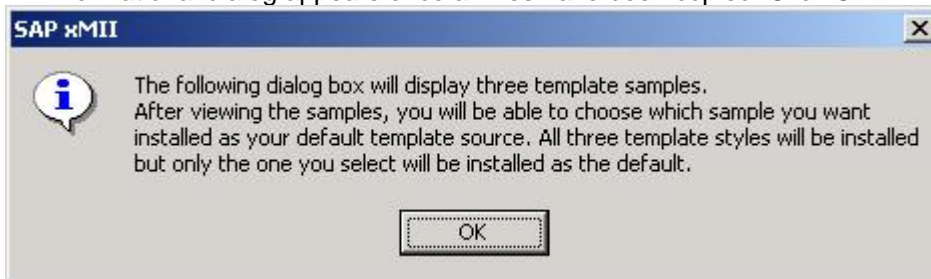 SAP xMII
The following dialog box will display three template samples.
After viewing the samples, you will be able to choose which sample you want
installed as your default template source. All three template styles will be installed
but only the one you select will be installed as the default.
OK